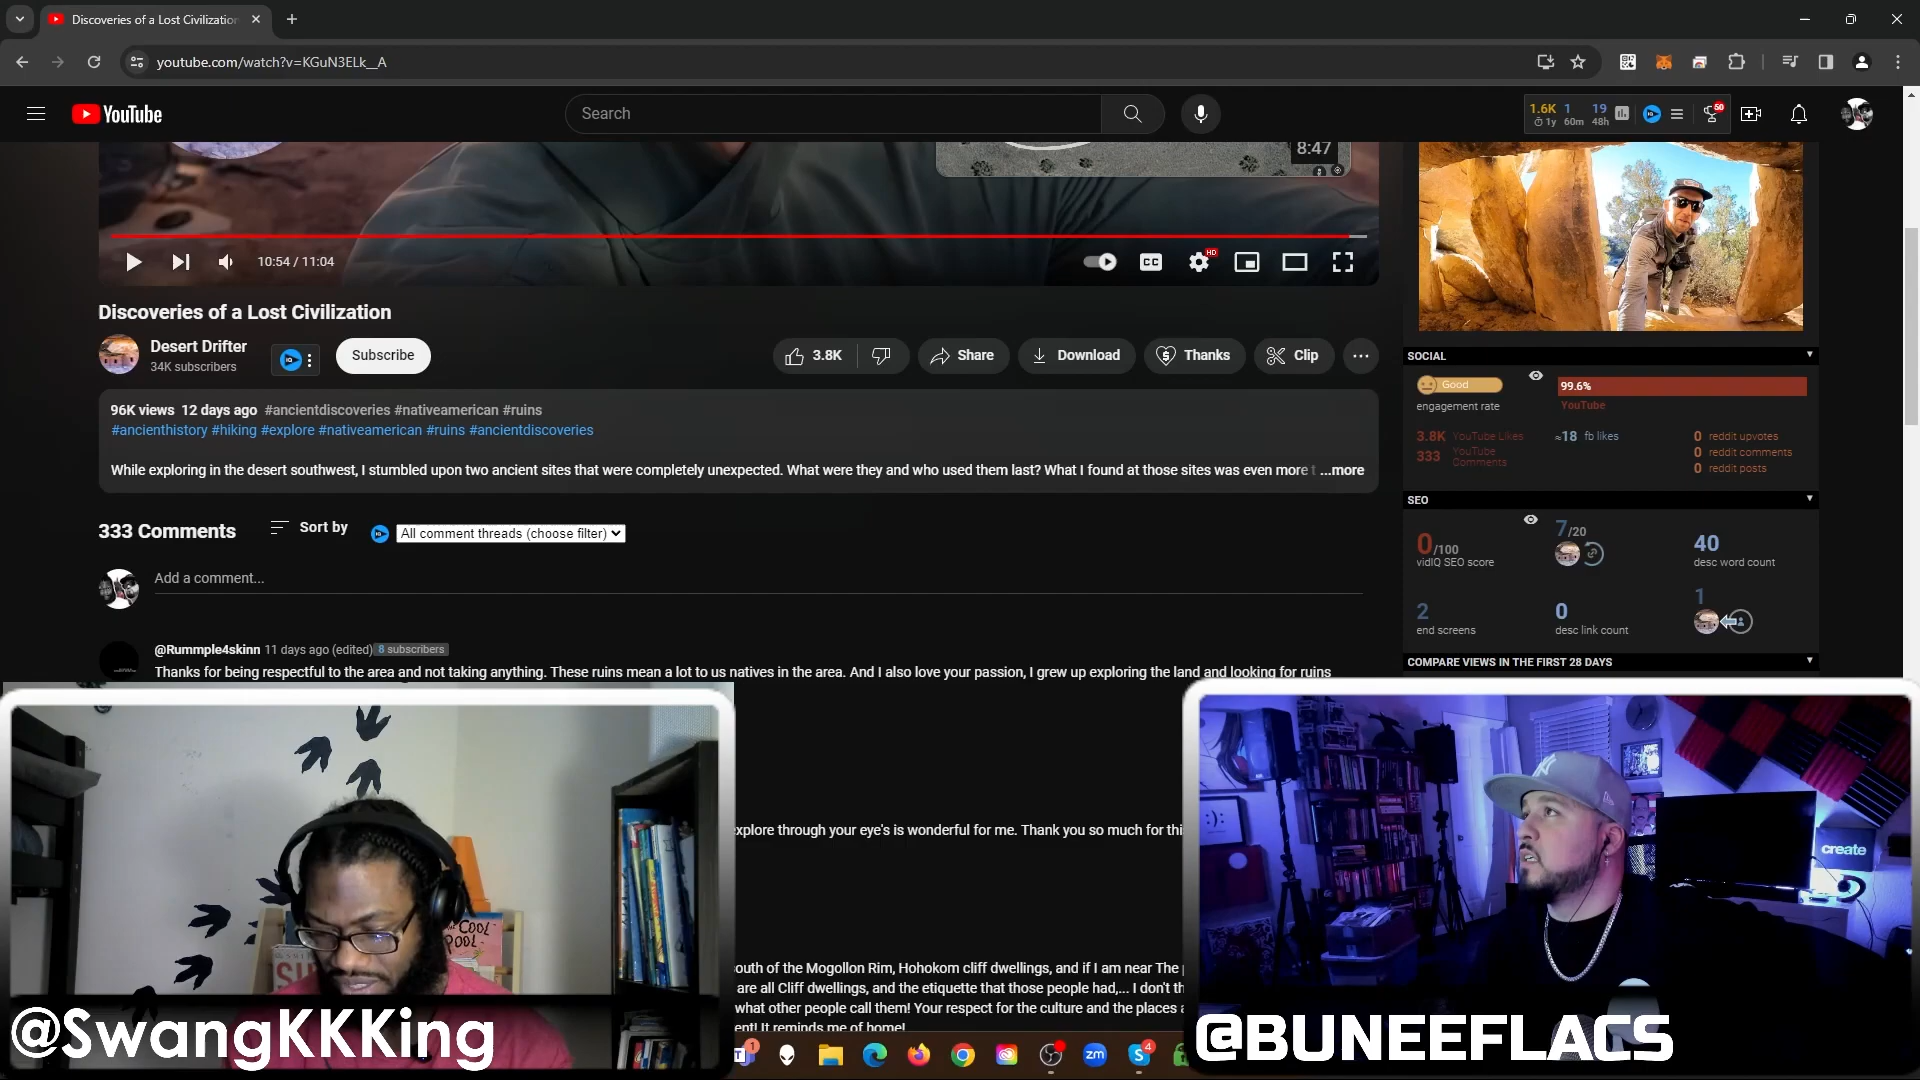 Discoveries of a Lost Civilization
youtube.com/watch?v=KGuN3ELk__A
YouTube
Search
1.6K 1 19
1y 60m 48h
50
8:47
10:54 / 11:04
CC
HD
Discoveries of a Lost Civilization
Desert Drifter
34K subscribers
Subscribe
3.8K
Share
Download
Thanks
Clip
96K views 12 days ago #ancientdiscoveries #nativeamerican #ruins
#ancienthistory #hiking #explore #nativeamerican #ruins #ancientdiscoveries
While exploring in the desert southwest, I stumbled upon two ancient sites that were completely unexpected. What were they and who used them last? What I found at those sites was even more t ...more
333 Comments
Sort by
All comment threads (choose filter)
Add a comment...
@Rummple4skinn 11 days ago (edited) 8 subscribers
Thanks for being respectful to the area and not taking anything. These ruins mean a lot to us natives in the area. And I also love your passion, I grew up exploring the land and looking for ruins
explore through your eye's is wonderful for me. Thank you so much for thi
outh of the Mogollon Rim, Hohokom cliff dwellings, and if I am near The
are all Cliff dwellings, and the etiquette that those people had,... I don't th
what other people call them! Your respect for the culture and the places a
ent! It reminds me of home!
SOCIAL
Good
engagement rate
99.6%
YouTube
3.8K YouTube Likes
333 YouTube Comments
≈18 fb likes
0 reddit upvotes
0 reddit comments
0 reddit posts
SEO
0/100
vidIQ SEO score
7/20
40
desc word count
2
end screens
0
desc link count
1
COMPARE VIEWS IN THE FIRST 28 DAYS
COOL
POOL
create
@SwangKKKing
@BUNEEFLACS
1
zm
4